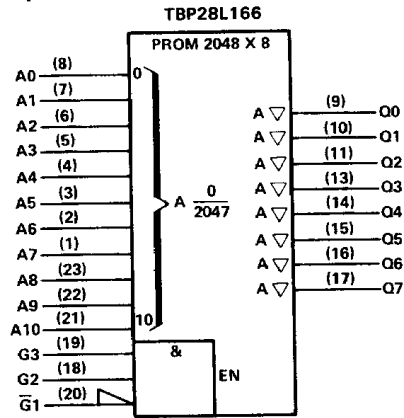 TBP28L166
PROM 2048 X 8
A0 (8) 0
A1 (7)
A2 (6)
A3 (5)
A4 (4)
A5 (3)
A6 (2)
A7 (1)
A8 (23)
A9 (22)
A10 (21) 10
A 0
2047
G3 (19) &
G2 (18) EN
G̅1 (20)
A ▽ (9) Q0
A ▽ (10) Q1
A ▽ (11) Q2
A ▽ (13) Q3
A ▽ (14) Q4
A ▽ (15) Q5
A ▽ (16) Q6
A ▽ (17) Q7